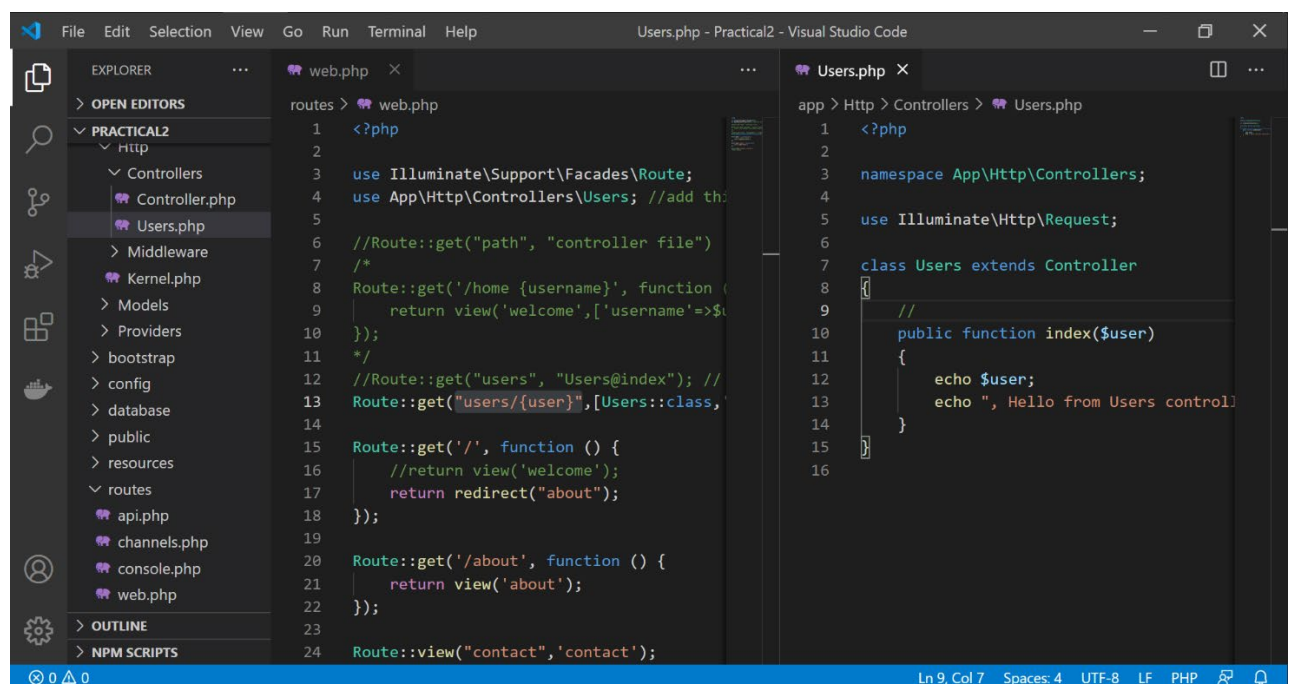 File Edit Selection View Go Run Terminal Help Users.php - Practical2 - Visual Studio Code
EXPLORER
OPEN EDITORS
PRACTICAL2
Http
Controllers
Controller.php
Users.php
Middleware
Kernel.php
Models
Providers
bootstrap
config
database
public
resources
routes
api.php
channels.php
console.php
web.php
OUTLINE
NPM SCRIPTS
web.php
routes > web.php
1 <?php
2
3 use Illuminate\Support\Facades\Route;
4 use App\Http\Controllers\Users; //add thi
5
6 //Route::get("path", "controller file")
7 /*
8 Route::get('/home {username}', function (
9 return view('welcome',['username'=>$u
10 });
11 */
12 //Route::get("users", "Users@index"); //
13 Route::get("users/{user}",[Users::class,'
14
15 Route::get('/', function () {
16 //return view('welcome');
17 return redirect("about");
18 });
19
20 Route::get('/about', function () {
21 return view('about');
22 });
23
24 Route::view("contact",'contact');
Users.php
app > Http > Controllers > Users.php
1 <?php
2
3 namespace App\Http\Controllers;
4
5 use Illuminate\Http\Request;
6
7 class Users extends Controller
8 {
9 //
10 public function index($user)
11 {
12 echo $user;
13 echo ", Hello from Users controll
14 }
15 }
16
0 0 Ln 9, Col 7 Spaces: 4 UTF-8 LF PHP